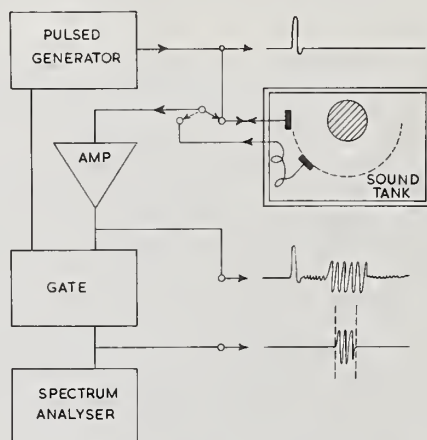 PULSED
GENERATOR
AMP
SOUND
TANK
GATE
SPECTRUM
ANALYSER